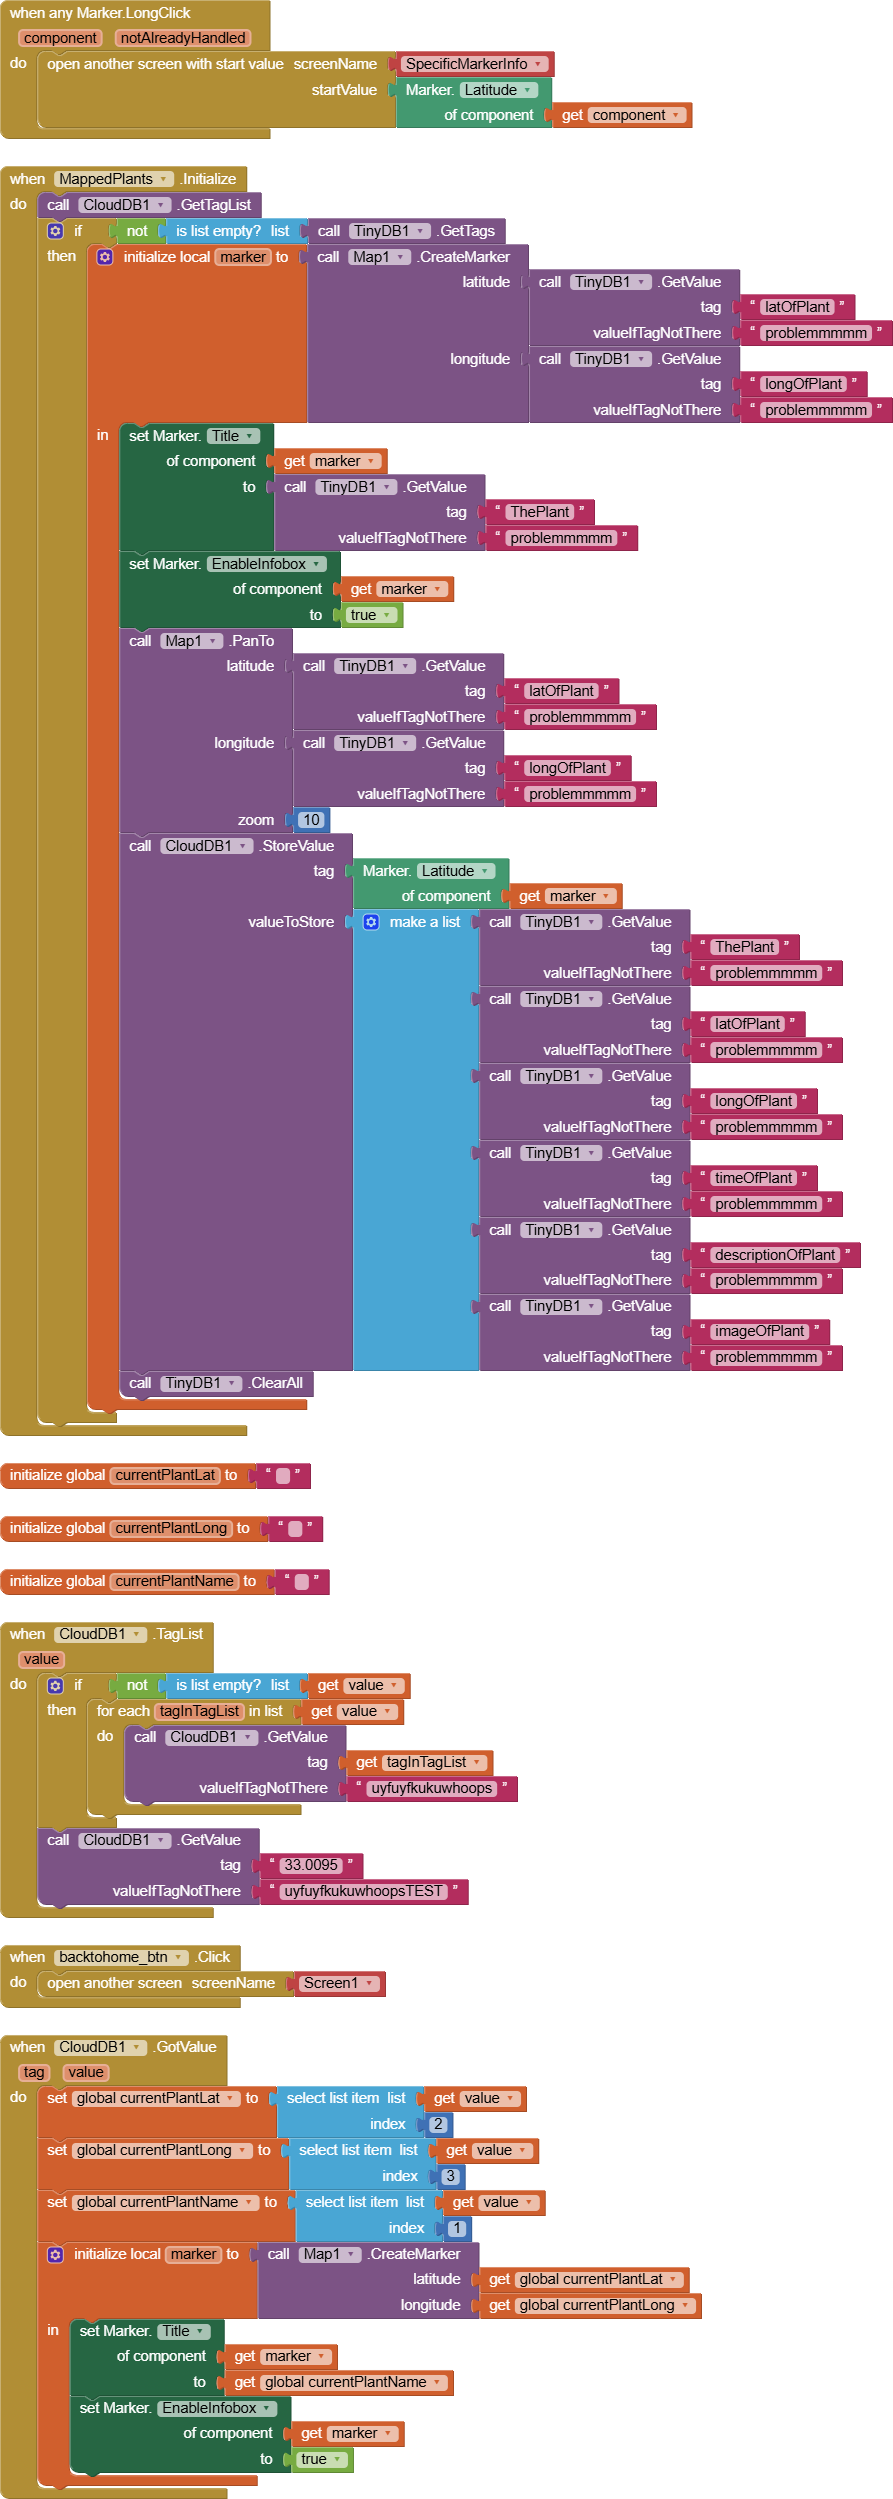 when any Marker.LongClick
component notAlreadyHandled
do open another screen with start value screenName SpecificMarkerInfo
startValue Marker. Latitude
of component get component
when MappedPlants .Initialize
do call CloudDB1 .GetTagList
if not is list empty? list call TinyDB1 .GetTags
then initialize local marker to call Map1 .CreateMarker
latitude call TinyDB1 .GetValue
tag " latOfPlant "
valueIfTagNotThere " problemmmmm "
longitude call TinyDB1 .GetValue
tag " longOfPlant "
valueIfTagNotThere " problemmmmm "
in set Marker. Title
of component get marker
to call TinyDB1 .GetValue
tag " ThePlant "
valueIfTagNotThere " problemmmmm "
set Marker. EnableInfobox
of component get marker
to true
call Map1 .PanTo
latitude call TinyDB1 .GetValue
tag " latOfPlant "
valueIfTagNotThere " problemmmmm "
longitude call TinyDB1 .GetValue
tag " longOfPlant "
valueIfTagNotThere " problemmmmm "
zoom 10
call CloudDB1 .StoreValue
tag Marker. Latitude
of component get marker
valueToStore make a list call TinyDB1 .GetValue
tag " ThePlant "
valueIfTagNotThere " problemmmmm "
call TinyDB1 .GetValue
tag " latOfPlant "
valueIfTagNotThere " problemmmmm "
call TinyDB1 .GetValue
tag " longOfPlant "
valueIfTagNotThere " problemmmmm "
call TinyDB1 .GetValue
tag " timeOfPlant "
valueIfTagNotThere " problemmmmm "
call TinyDB1 .GetValue
tag " descriptionOfPlant "
valueIfTagNotThere " problemmmmm "
call TinyDB1 .GetValue
tag " imageOfPlant "
valueIfTagNotThere " problemmmmm "
call TinyDB1 .ClearAll
initialize global currentPlantLat to " "
initialize global currentPlantLong to " "
initialize global currentPlantName to " "
when CloudDB1 .TagList
value
do if not is list empty? list get value
then for each tagInTagList in list get value
do call CloudDB1 .GetValue
tag get tagInTagList
valueIfTagNotThere " uyfuyfkukuwhoops "
call CloudDB1 .GetValue
tag " 33.0095 "
valueIfTagNotThere " uyfuyfkukuwhoopsTEST "
when backtohome_btn .Click
do open another screen screenName Screen1
when CloudDB1 .GotValue
tag value
do set global currentPlantLat to select list item list get value
index 2
set global currentPlantLong to select list item list get value
index 3
set global currentPlantName to select list item list get value
index 1
initialize local marker to call Map1 .CreateMarker
latitude get global currentPlantLat
longitude get global currentPlantLong
in set Marker. Title
of component get marker
to get global currentPlantName
set Marker. EnableInfobox
of component get marker
to true